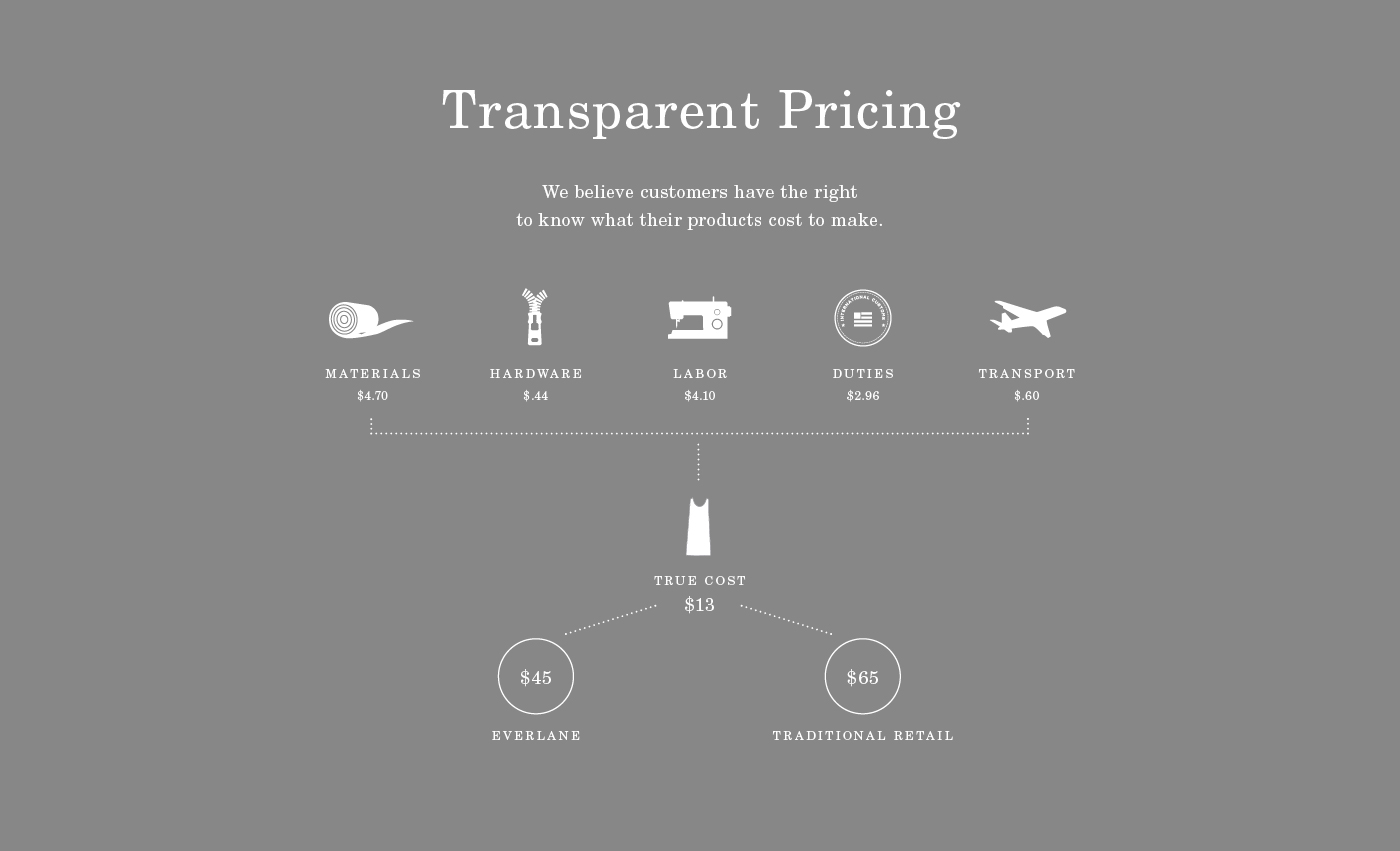 Transparent Pricing
We believe customers have the right
to know what their products cost to make.
INTERNATIONAL CUSTOMS
MATERIALS
$4.70
HARDWARE
$.44
LABOR
$4.10
DUTIES
$2.96
TRANSPORT
$.60
TRUE COST
$13
$45
EVERLANE
$65
TRADITIONAL RETAIL